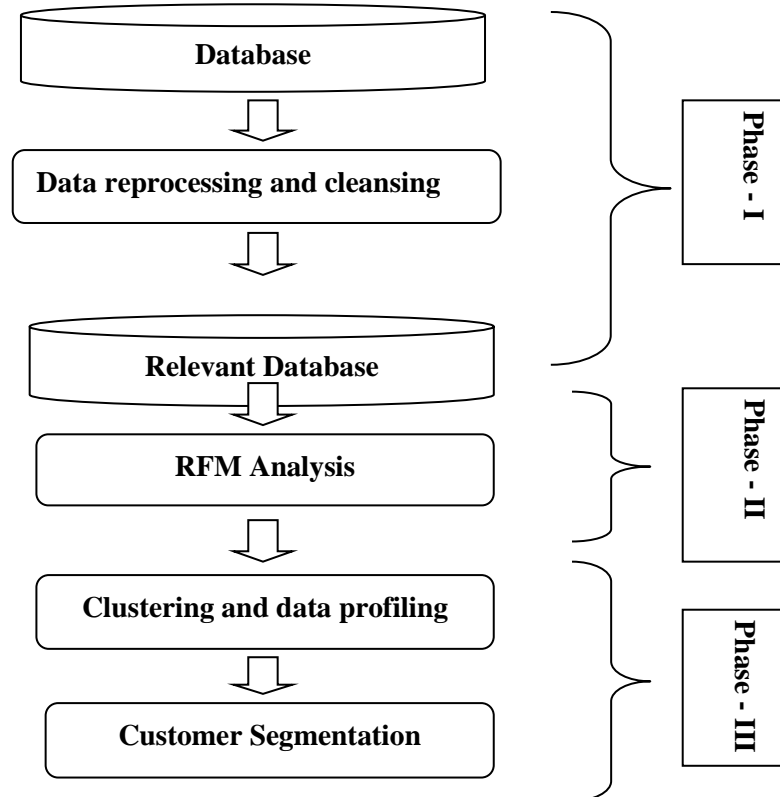 Database
Data reprocessing and cleansing
Relevant Database
RFM Analysis
Clustering and data profiling
Customer Segmentation
Phase - I
Phase - II
Phase - III